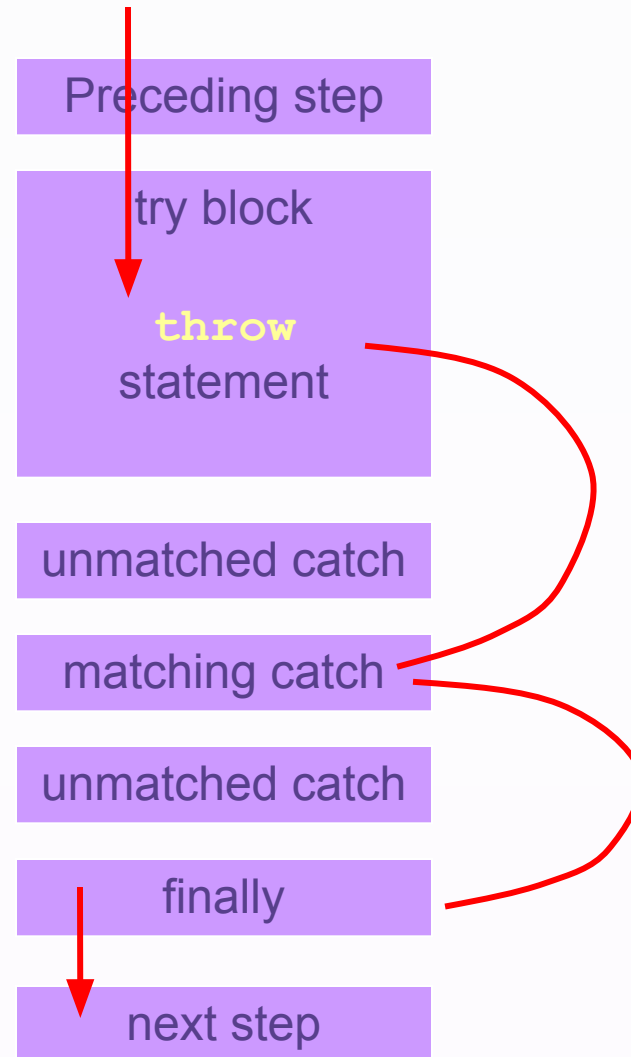 Preceding step
try block
throw
statement
unmatched catch
matching catch
unmatched catch
finally
next step